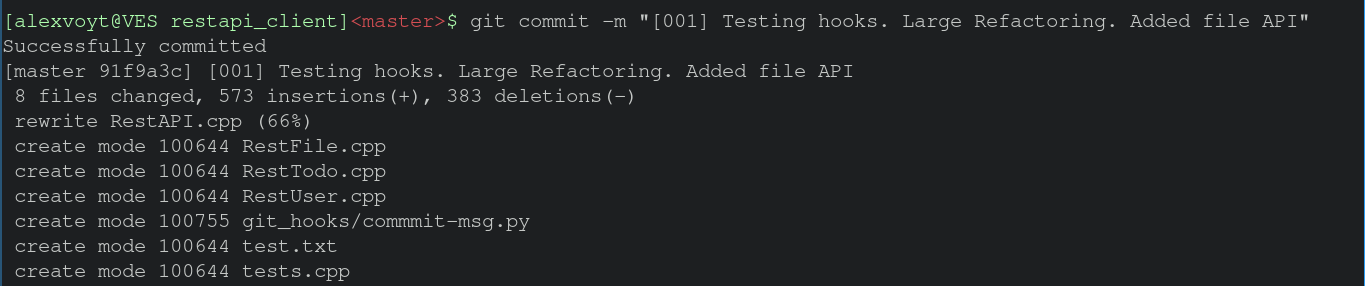 [alexvoyt@VES restapi_client]<master>$ git commit -m "[001] Testing hooks. Large Refactoring. Added file API"
Successfully committed
[master 91f9a3c] [001] Testing hooks. Large Refactoring. Added file API
 8 files changed, 573 insertions(+), 383 deletions(-)
 rewrite RestAPI.cpp (66%)
 create mode 100644 RestFile.cpp
 create mode 100644 RestTodo.cpp
 create mode 100644 RestUser.cpp
 create mode 100755 git_hooks/commmit-msg.py
 create mode 100644 test.txt
 create mode 100644 tests.cpp